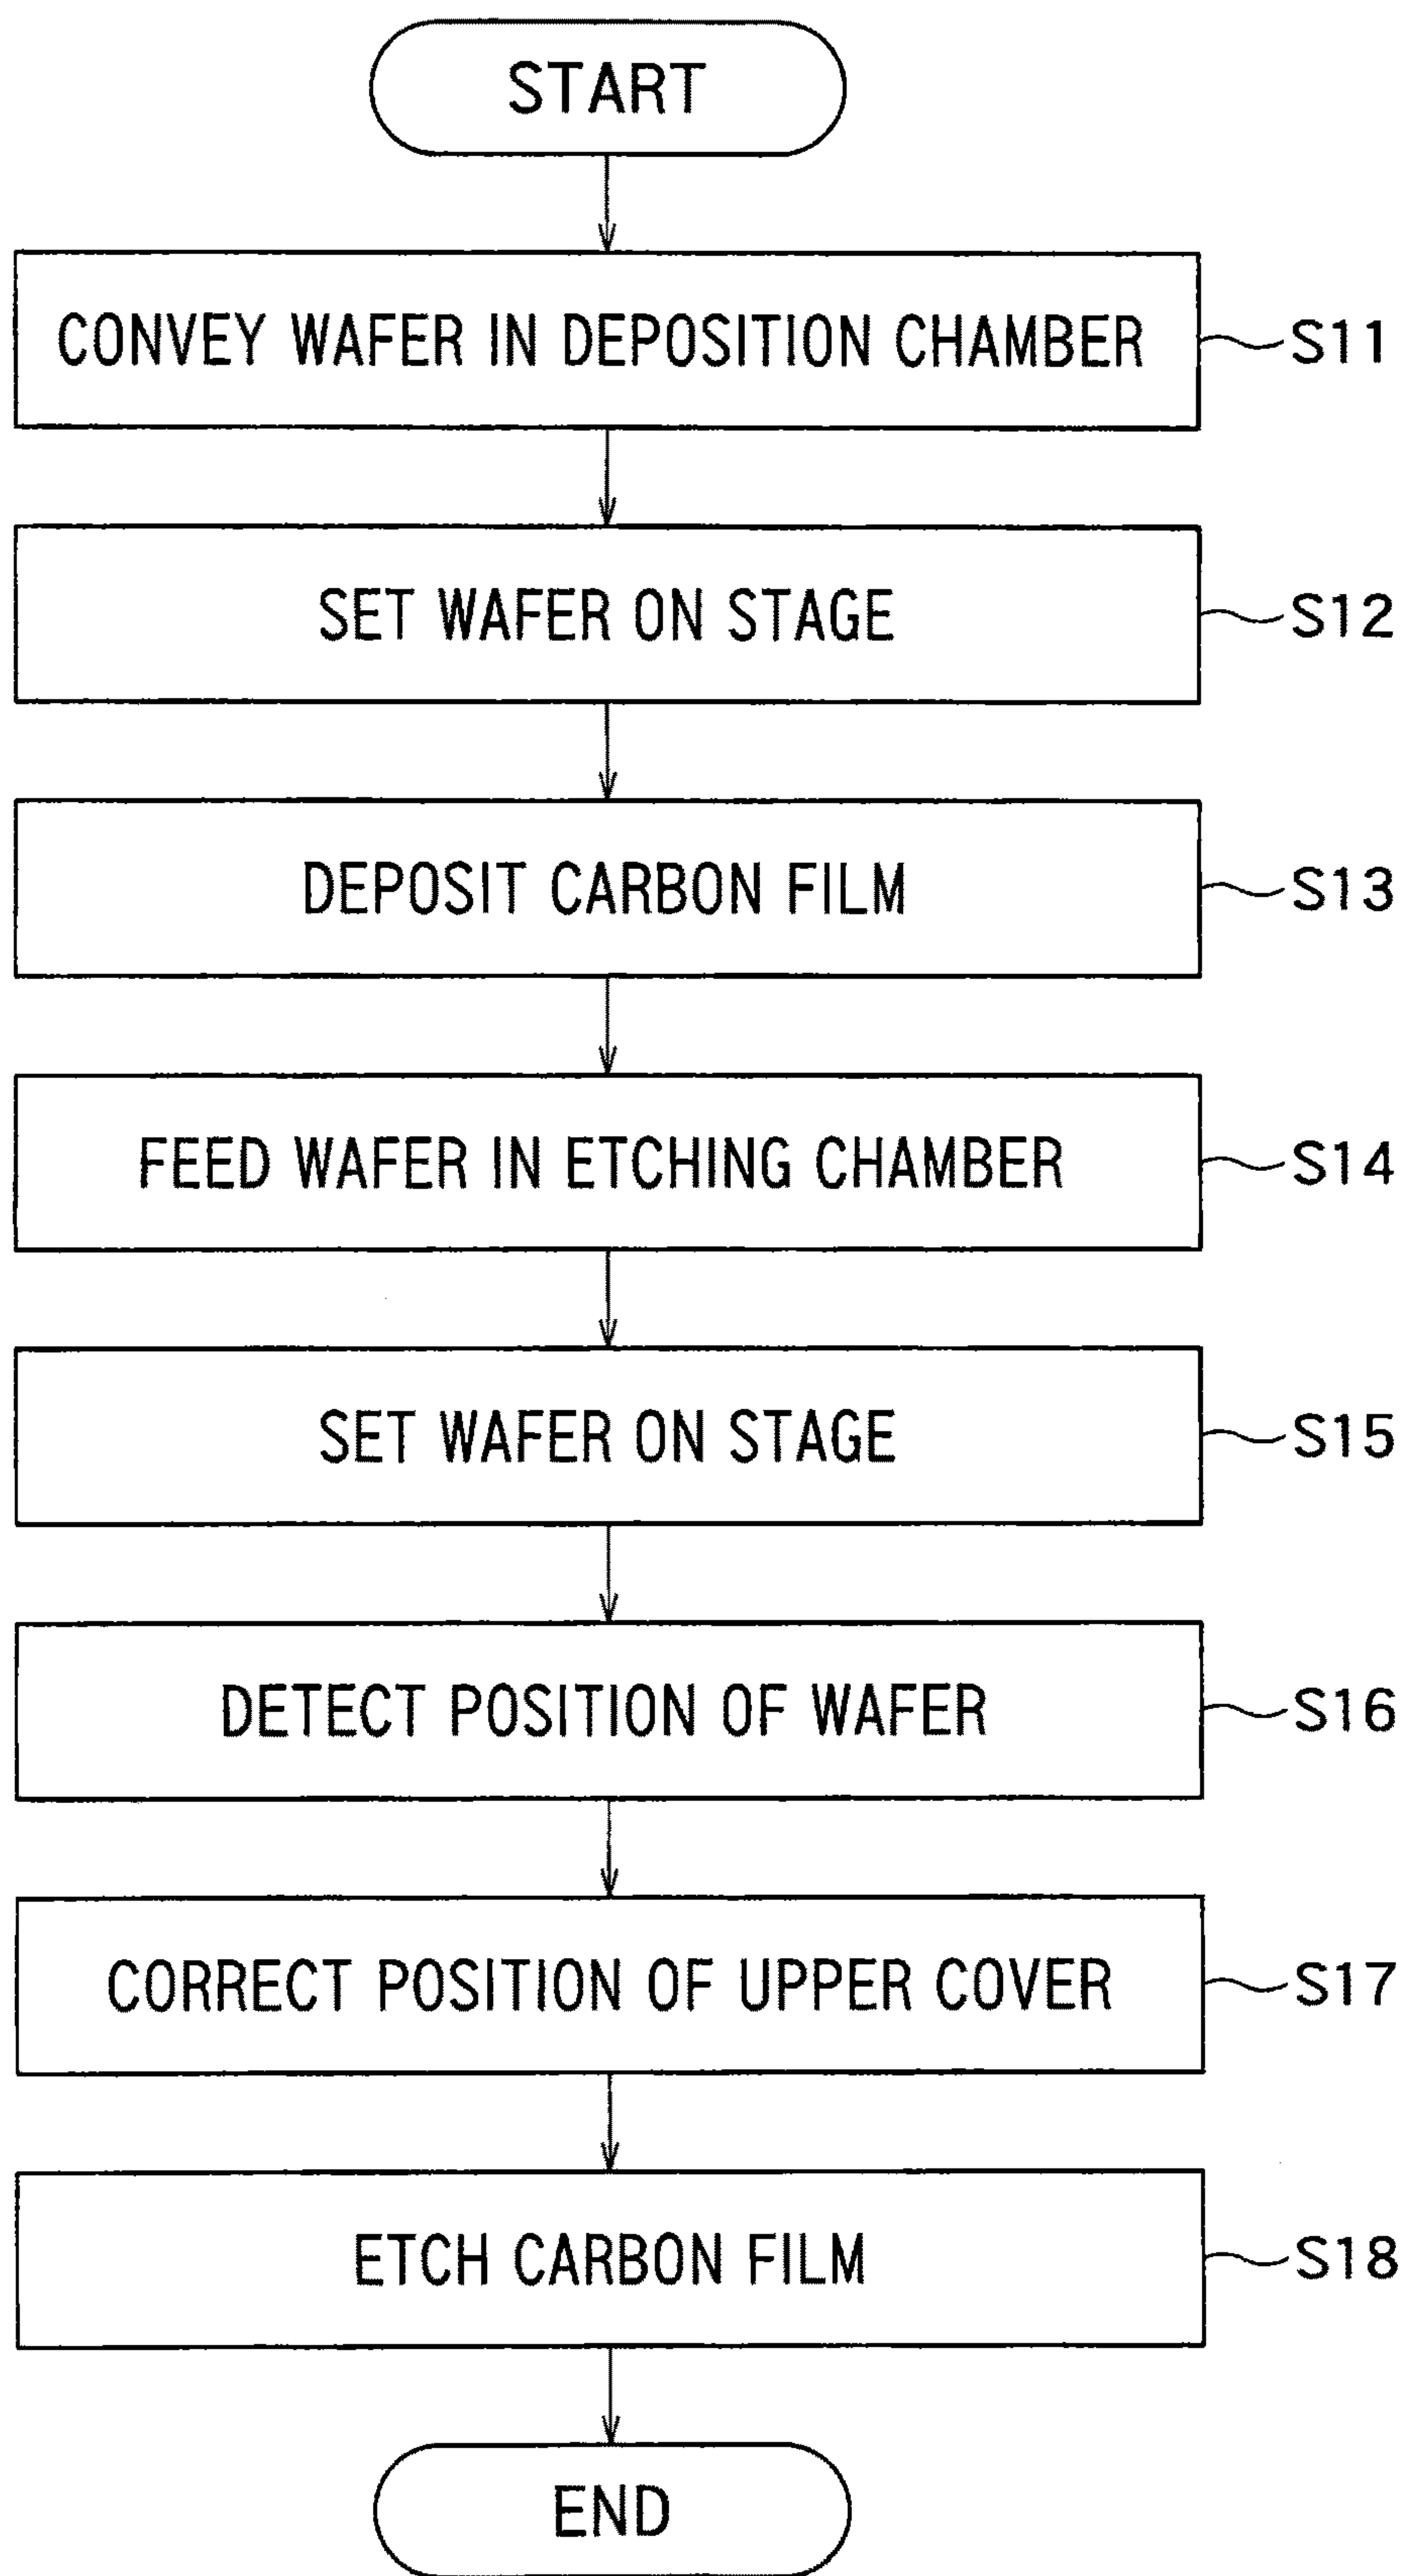 START
CONVEY WAFER IN DEPOSITION CHAMBER S11
SET WAFER ON STAGE S12
DEPOSIT CARBON FILM S13
FEED WAFER IN ETCHING CHAMBER S14
SET WAFER ON STAGE S15
DETECT POSITION OF WAFER S16
CORRECT POSITION OF UPPER COVER S17
ETCH CARBON FILM S18
END